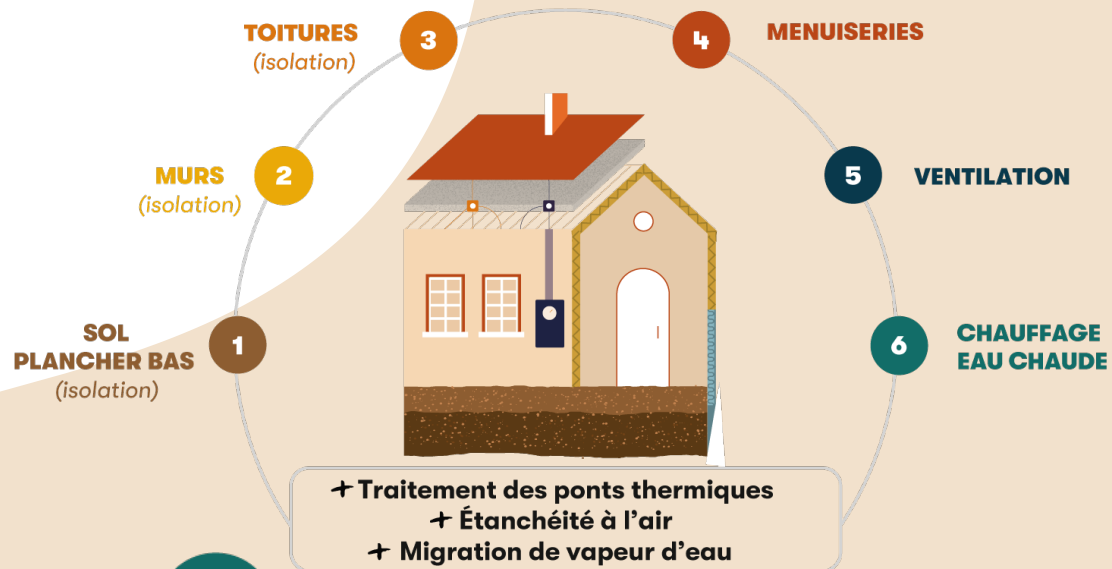 TOITURES
(isolation)
3
4
MENUISERIES
MURS
(isolation)
2
5
VENTILATION
SOL
PLANCHER BAS
(isolation)
1
6
CHAUFFAGE
EAU CHAUDE
+ Traitement des ponts thermiques
+ Étanchéité à l'air
+ Migration de vapeur d'eau